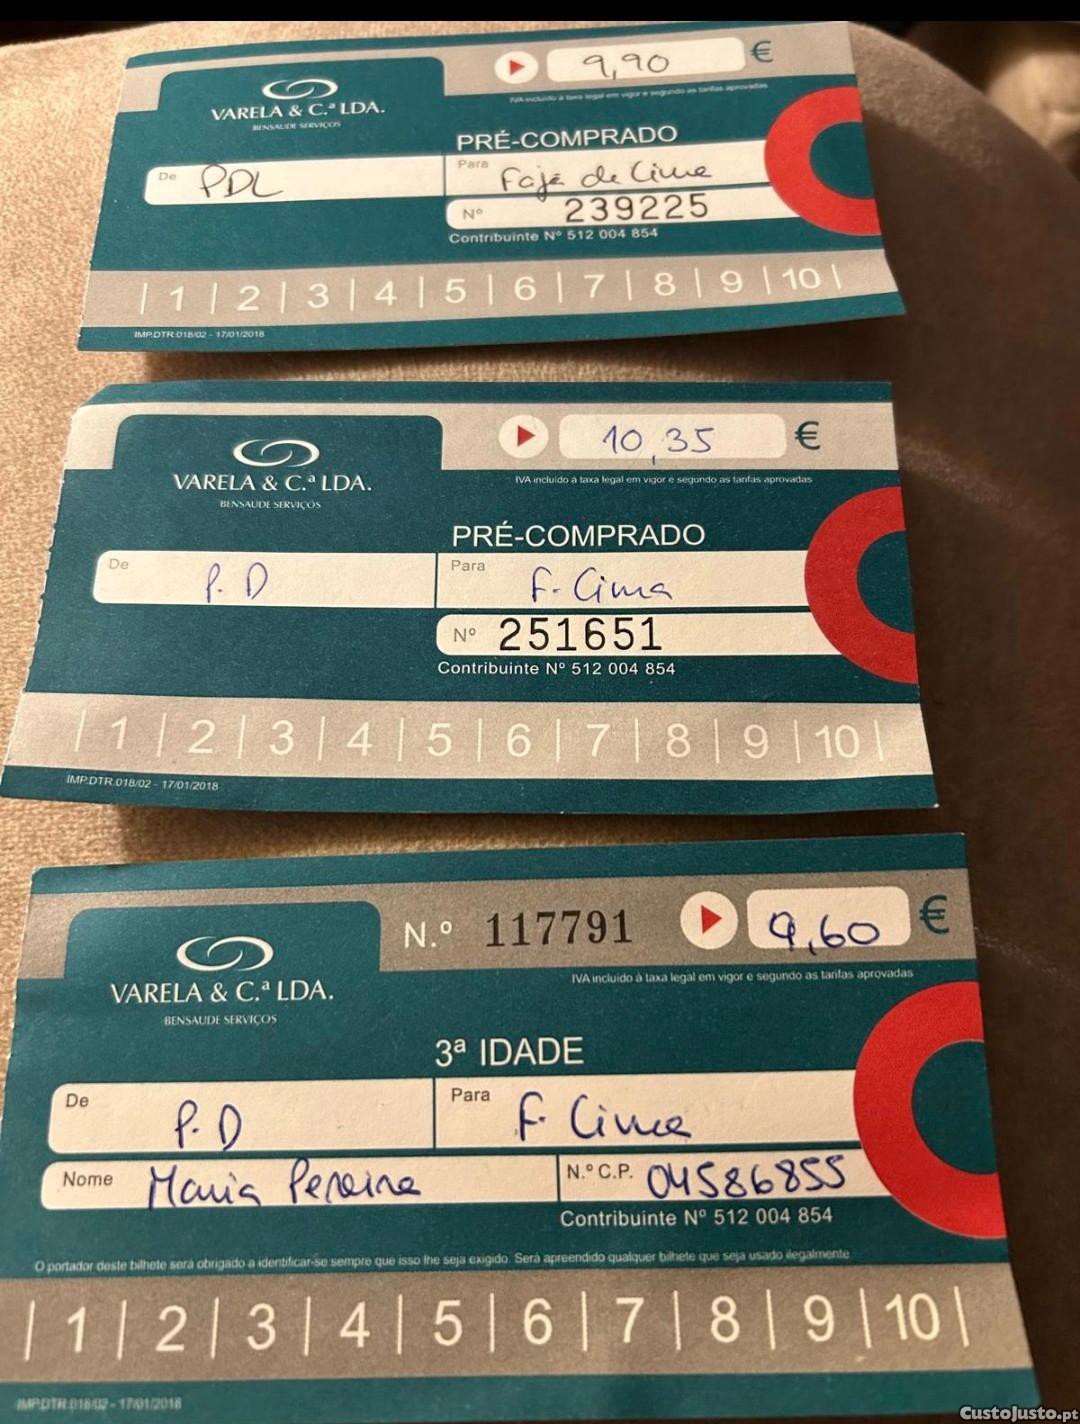 9,90 €
VARELA & C.ª LDA.
BENSAUDE SERVIÇOS
IVA incluido à taxa legal em vigor e segundo as tarifas aprovadas
PRÉ-COMPRADO
De PDL
Para Fajã de Cima
Nº 239225
Contribuinte Nº 512 004 854
| 1 | 2 | 3 | 4 | 5 | 6 | 7 | 8 | 9 | 10 |
IMP.DTR.018/02 - 17/01/2018
10,35 €
VARELA & C.ª LDA.
BENSAUDE SERVIÇOS
IVA incluido à taxa legal em vigor e segundo as tarifas aprovadas
PRÉ-COMPRADO
De P.D
Para F. Cima
Nº 251651
Contribuinte Nº 512 004 854
| 1 | 2 | 3 | 4 | 5 | 6 | 7 | 8 | 9 | 10 |
IMP.DTR.018/02 - 17/01/2018
N.º 117791 9,60 €
VARELA & C.ª LDA.
BENSAUDE SERVIÇOS
IVA incluido à taxa legal em vigor e segundo as tarifas aprovadas
3ª IDADE
De P.D
Para F. Cima
Nome Maria Pereira
N.º C.P. 04586855
Contribuinte Nº 512 004 854
O portador deste bilhete será obrigado a identificar-se sempre que isso lhe seja exigido. Será apreendido qualquer bilhete que seja usado ilegalmente
| 1 | 2 | 3 | 4 | 5 | 6 | 7 | 8 | 9 | 10 |
IMP.DTR.018/02 - 17/01/2018
CustoJusto.pt